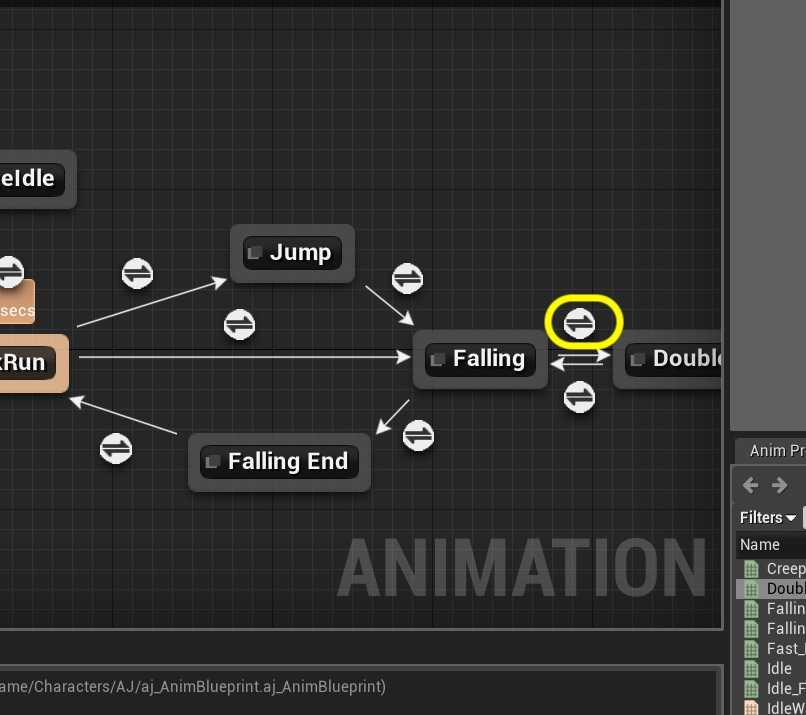 eIdle
Jump
secs
kRun
Falling
Double
Falling End
ANIMATION
Anim Pr
Filters
Name
Creep
Doubl
Fallin
Fallin
Fast_
Idle
Idle_F
IdleW
ame/Characters/AJ/aj_AnimBlueprint.aj_AnimBlueprint)